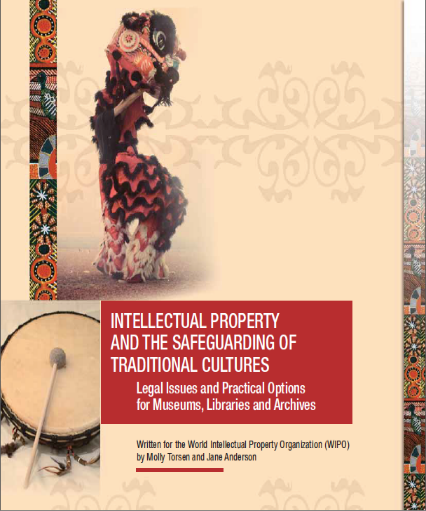 INTELLECTUAL PROPERTY
AND THE SAFEGUARDING OF
TRADITIONAL CULTURES
Legal Issues and Practical Options
for Museums, Libraries and Archives
Written for the World Intellectual Property Organization (WIPO)
by Molly Torsen and Jane Anderson